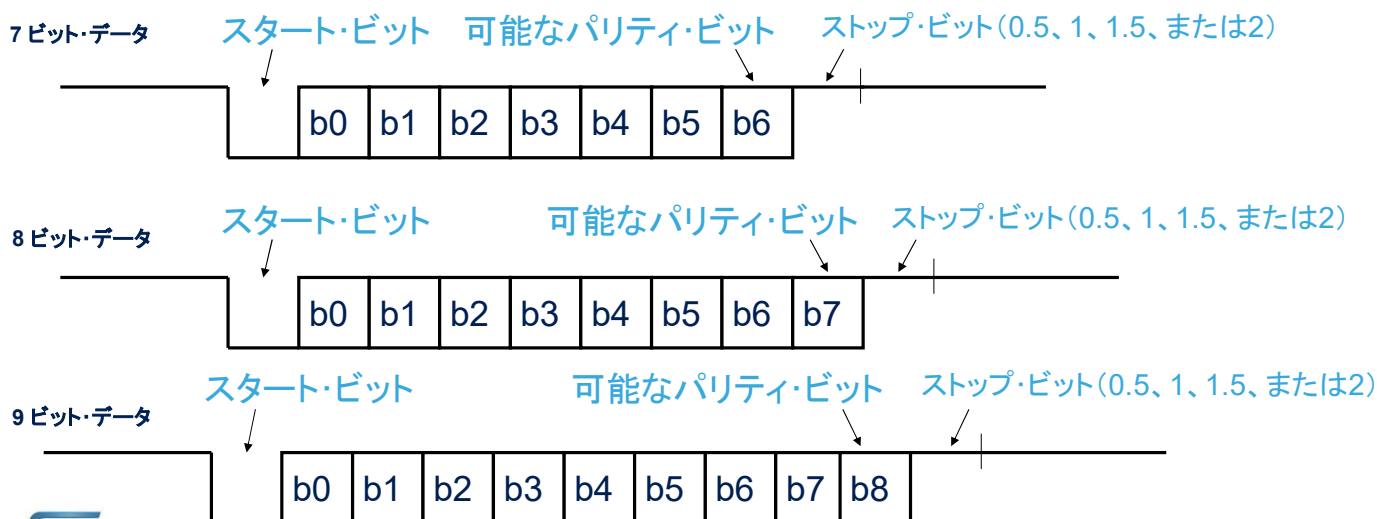 7 ビット・データ
スタート・ビット 可能なパリティ・ビット ストップ・ビット（0.5、1、1.5、または2）
b0 b1 b2 b3 b4 b5 b6
8 ビット・データ
スタート・ビット 可能なパリティ・ビット ストップ・ビット（0.5、1、1.5、または2）
b0 b1 b2 b3 b4 b5 b6 b7
9 ビット・データ
スタート・ビット 可能なパリティ・ビット ストップ・ビット（0.5、1、1.5、または2）
b0 b1 b2 b3 b4 b5 b6 b7 b8